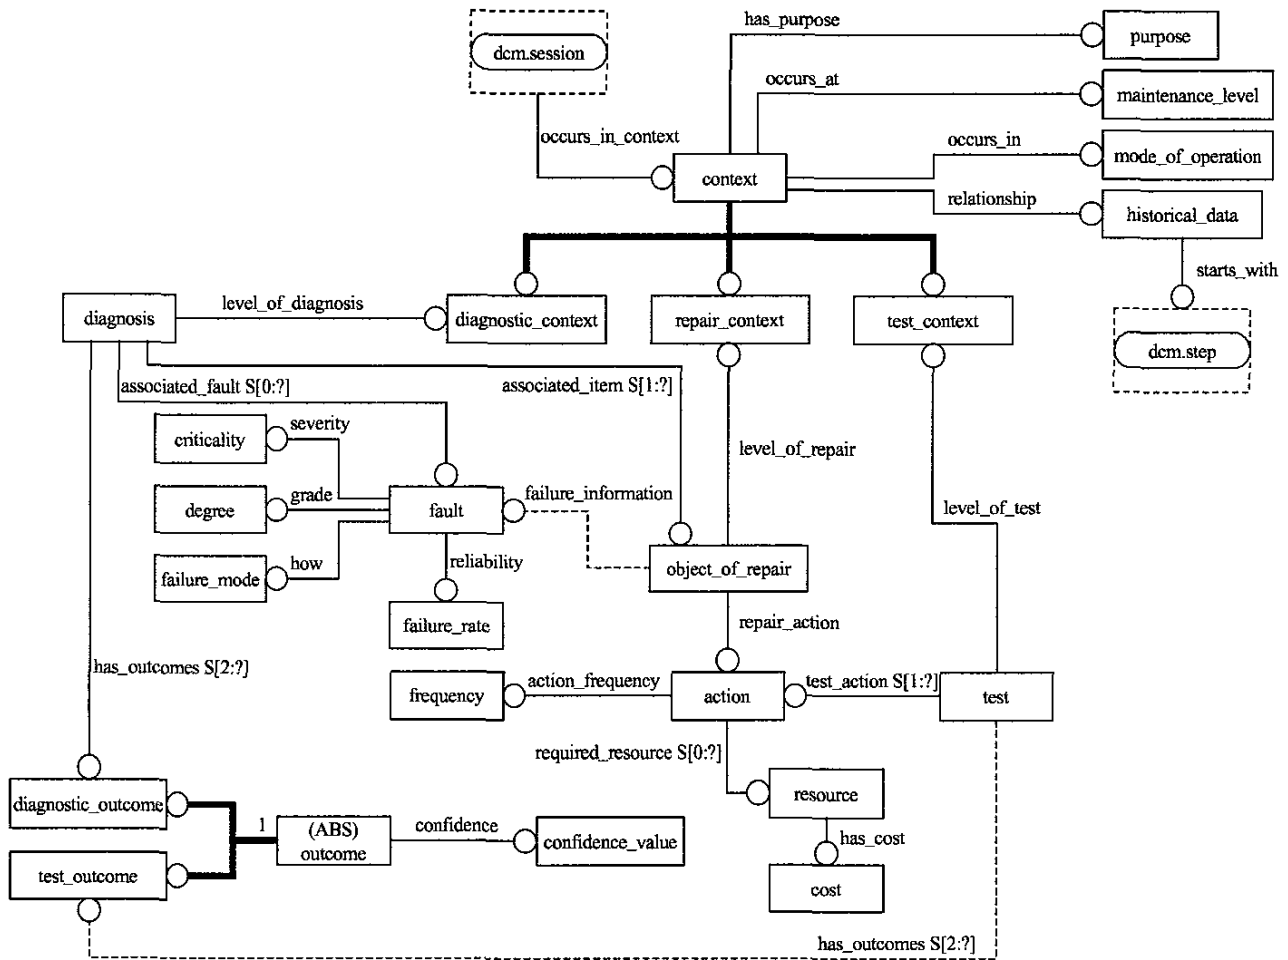 has_purpose
purpose
dcm.session
occurs_at
maintenance_level
occurs_in_context
occurs_in
mode_of_operation
context
relationship
historical_data
starts_with
level_of_diagnosis
diagnosis
diagnostic_context
repair_context
test_context
dcm.step
associated_fault S[0:?]
associated_item S[1:?]
severity
criticality
level_of_repair
grade
failure_information
degree
fault
level_of_test
how
reliability
failure_mode
object_of_repair
failure_rate
repair_action
has_outcomes S[2:?]
action_frequency
test_action S[1:?]
frequency
action
test
required_resource S[0:?]
diagnostic_outcome
resource
1
(ABS)
outcome
confidence
confidence_value
has_cost
test_outcome
cost
has_outcomes S[2:?]